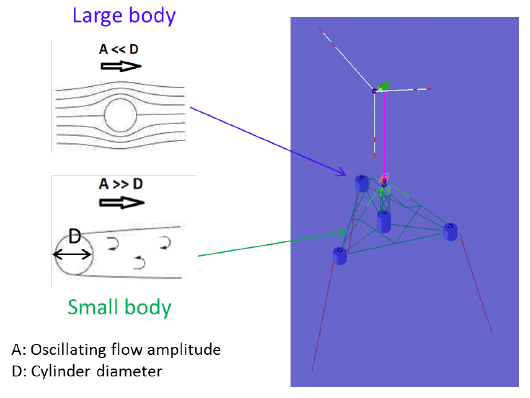 Large body
A << D
A >> D
D
Small body
A: Oscillating flow amplitude
D: Cylinder diameter